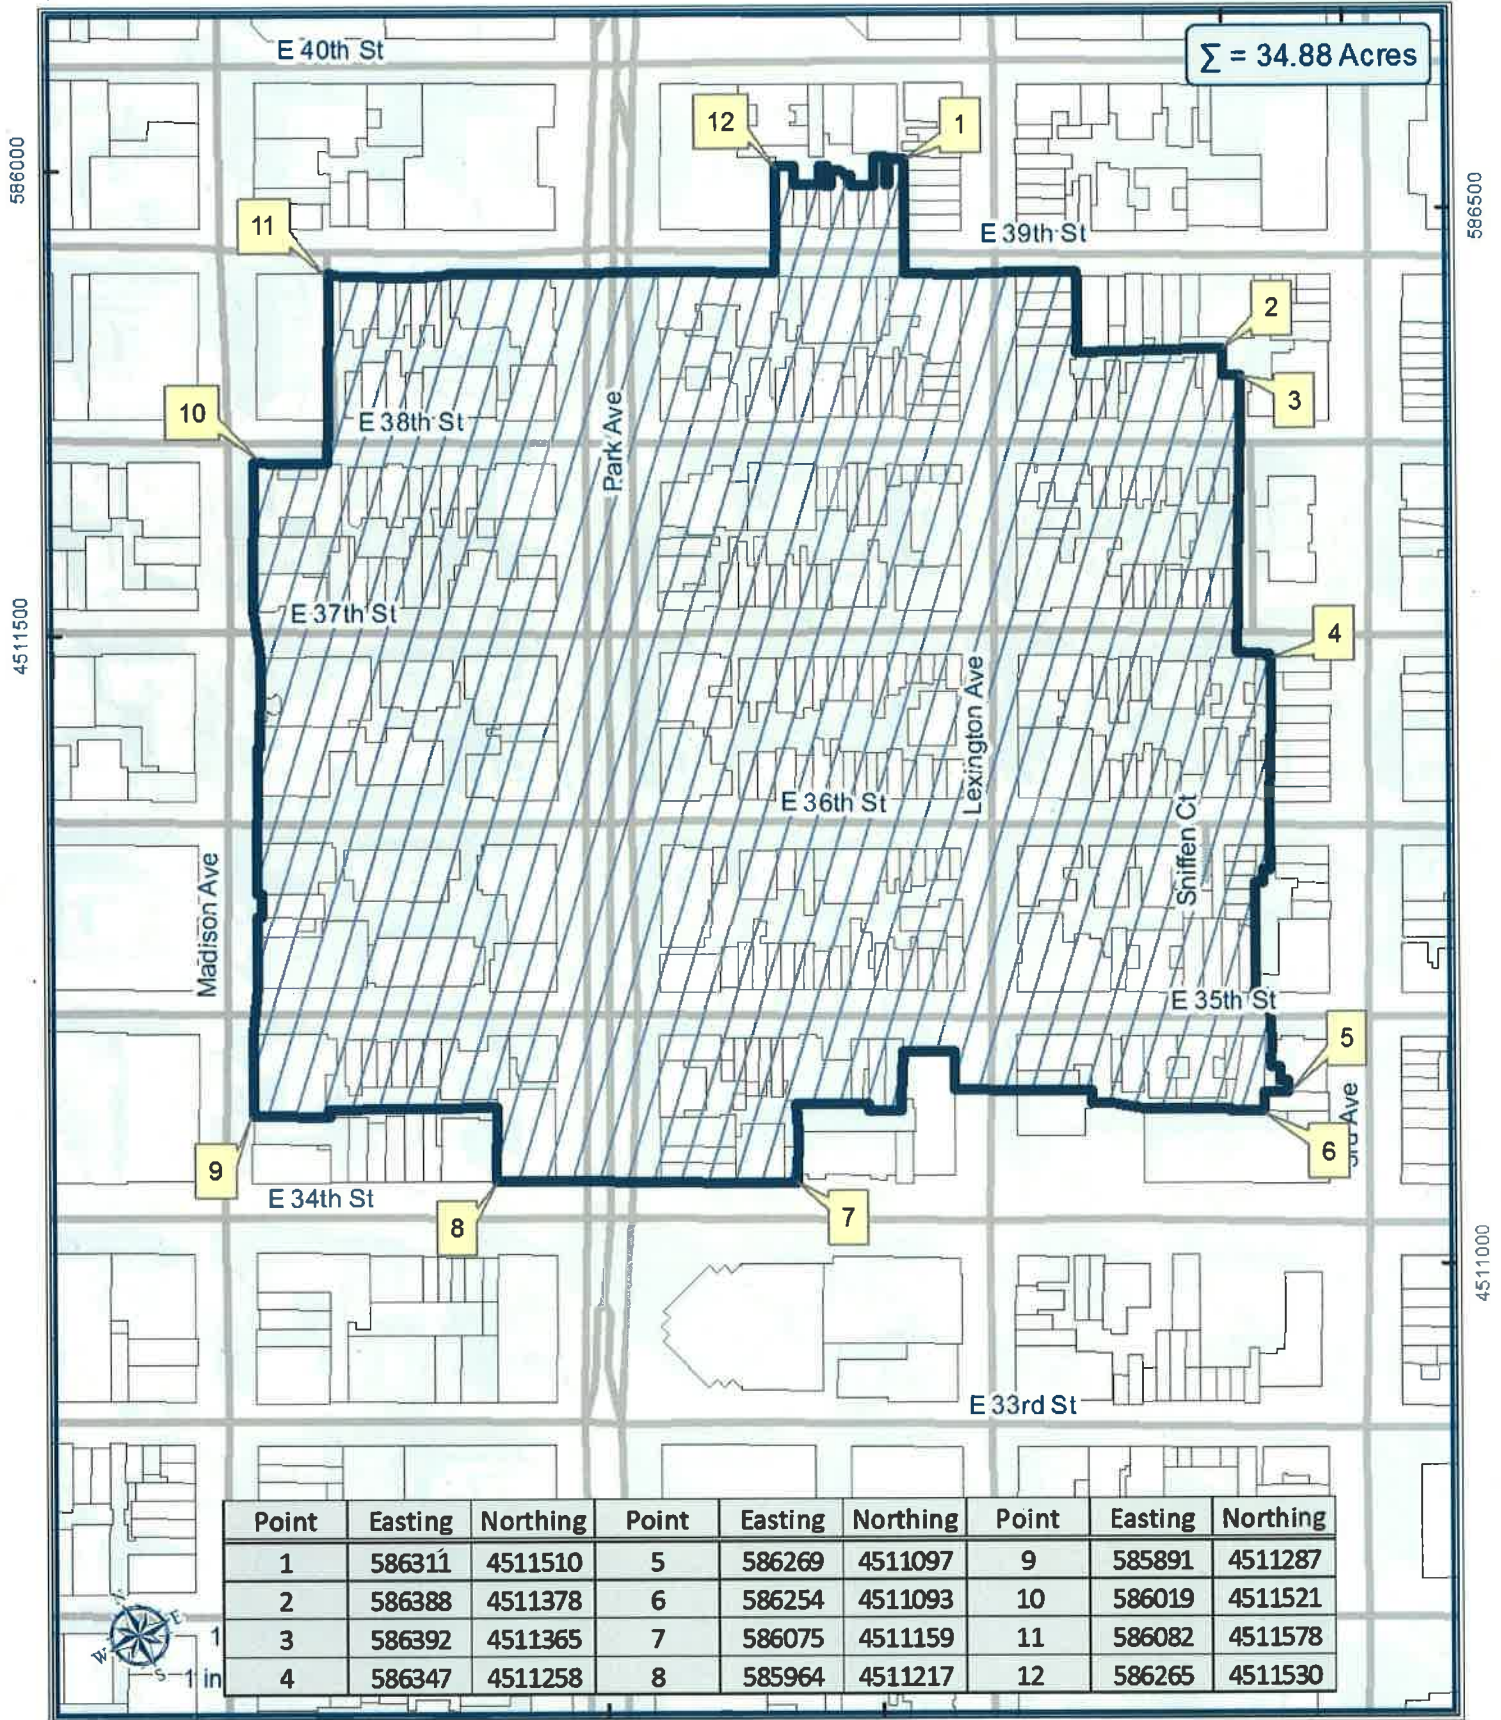 E 40th St
∑ = 34.88 Acres
12
1
586000
586500
11
E 39th St
2
3
10
E 38th St
Park Ave
4511500
E 37th St
4
Lexington Ave
E 36th St
Sniffen Ct
Madison Ave
E 35th St
5
Ave
6
9
E 34th St
8
7
4511000
E 33rd St
Point Easting Northing Point Easting Northing Point Easting Northing
1 586311 4511510 5 586269 4511097 9 585891 4511287
2 586388 4511378 6 586254 4511093 10 586019 4511521
3 586392 4511365 7 586075 4511159 11 586082 4511578
4 586347 4511258 8 585964 4511217 12 586265 4511530
N
E
W
S
1
1 in